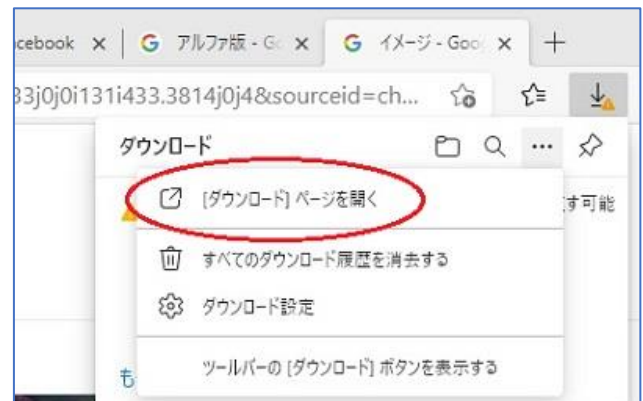 cebook
アルファ版 - G
イメージ - Goo
33j0j0i131i433.3814j0j4&sourceid=ch...
ダウンロード
[ダウンロード] ページを開く
す可能
すべてのダウンロード履歴を消去する
ダウンロード設定
ツールバーの [ダウンロード] ボタンを表示する
も